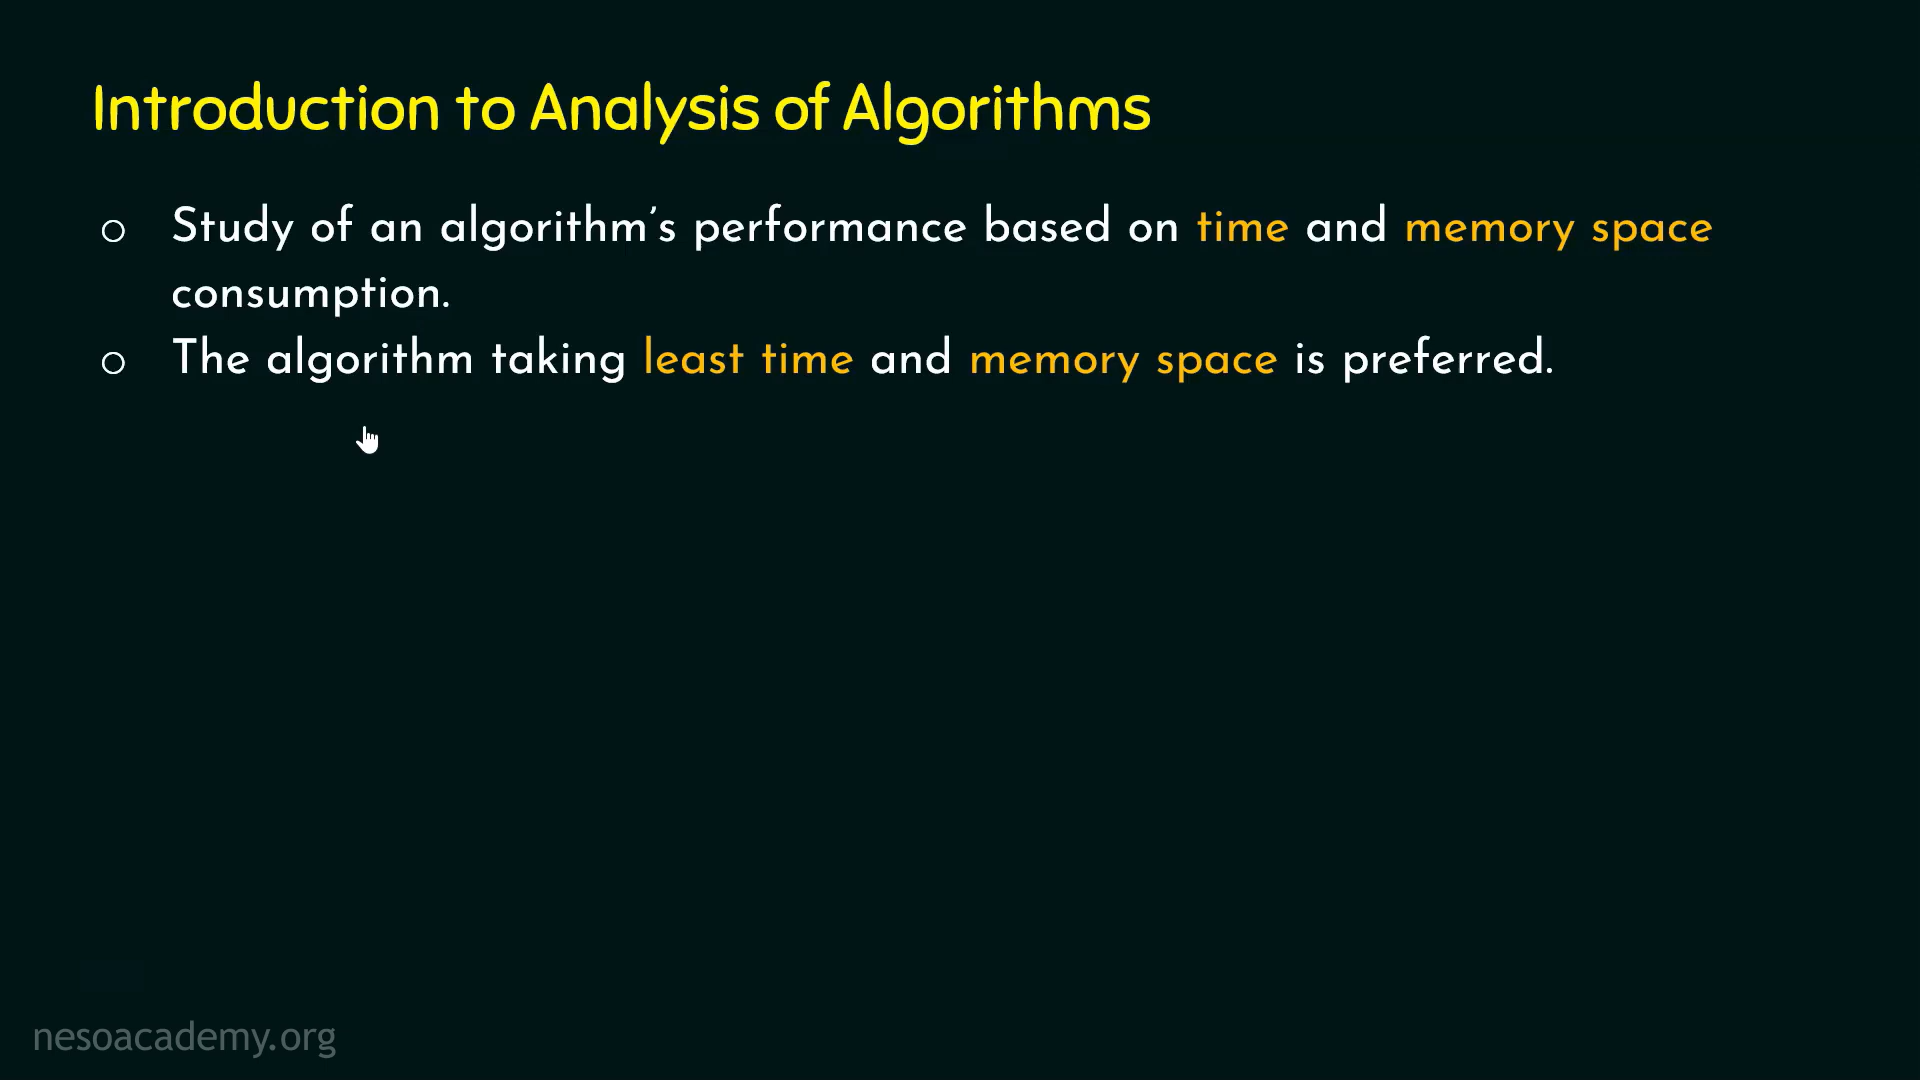 Introduction to Analysis of Algorithms
○ Study of an algorithm’s performance based on time and memory space
consumption.
○ The algorithm taking least time and memory space is preferred.
nesoacademy.org